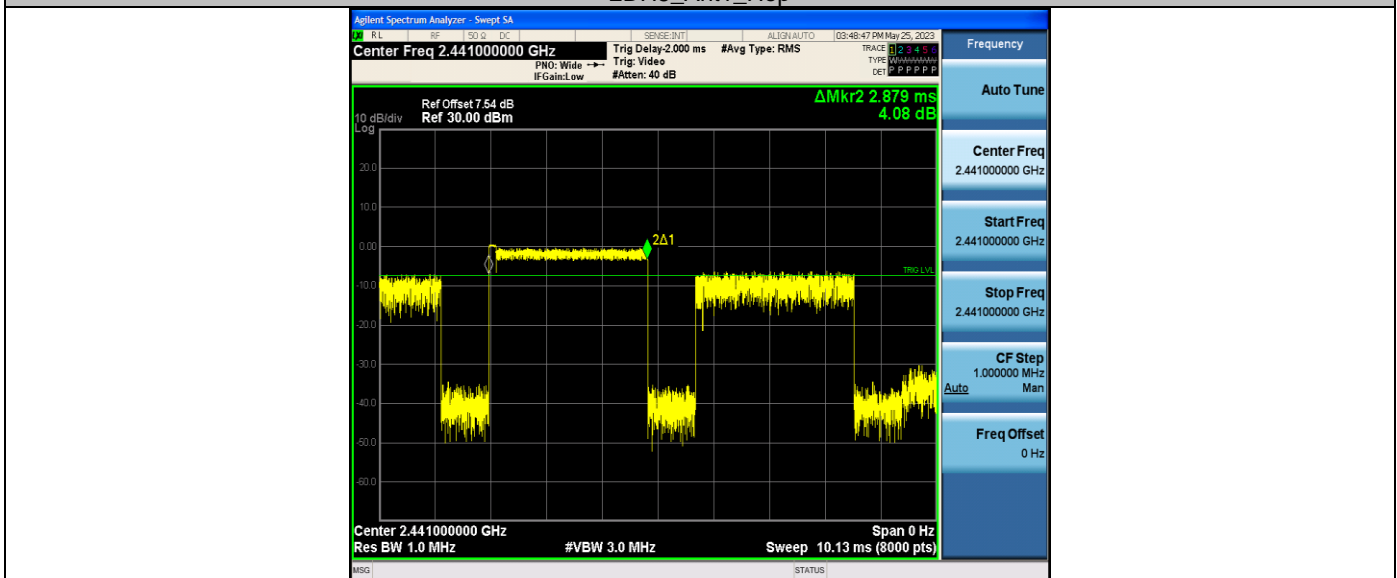 Agilent Spectrum Analyzer - Swept SA
RL RF 50 Ω DC SENSE:INT ALIGN AUTO 03:48:47 PM May 25, 2023
Center Freq 2.441000000 GHz
PNO: Wide
IFGain:Low
Trig Delay-2.000 ms
Trig: Video
#Atten: 40 dB
#Avg Type: RMS
TRACE 1 2 3 4 5 6
TYPE
DET P P P P P P
Ref Offset 7.54 dB
10 dB/div Ref 30.00 dBm
Log
ΔMkr2 2.879 ms
4.08 dB
20.0
10.0
0.00
-10.0
-20.0
-30.0
-40.0
-50.0
-60.0
2Δ1
TRIG LVL
Center 2.441000000 GHz Span 0 Hz
Res BW 1.0 MHz #VBW 3.0 MHz Sweep 10.13 ms (8000 pts)
MSG STATUS
Frequency
Auto Tune
Center Freq
2.441000000 GHz
Start Freq
2.441000000 GHz
Stop Freq
2.441000000 GHz
CF Step
1.000000 MHz
Auto Man
Freq Offset
0 Hz